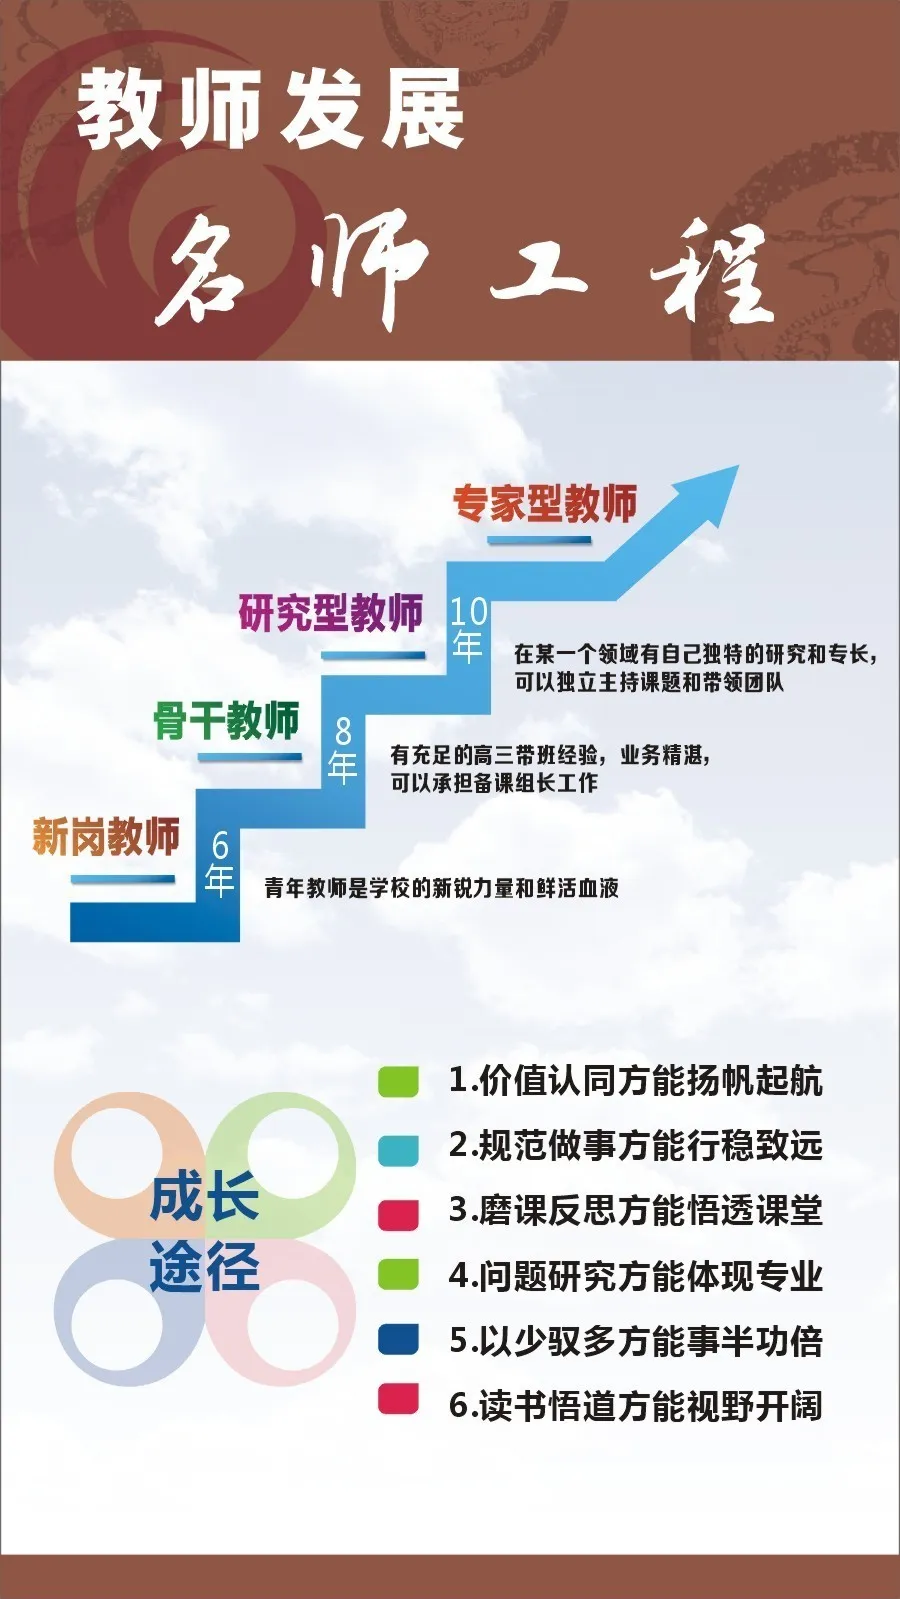 教师发展
名师工程
专家型教师
研究型教师
10
年
在某一个领域有自己独特的研究和专长，
可以独立主持课题和带领团队
骨干教师
8
年
有充足的高三带班经验，业务精湛，
可以承担备课组长工作
新岗教师
6
年
青年教师是学校的新锐力量和鲜活血液
成长
途径
1.价值认同方能扬帆起航
2.规范做事方能行稳致远
3.磨课反思方能悟透课堂
4.问题研究方能体现专业
5.以少驭多方能事半功倍
6.读书悟道方能视野开阔